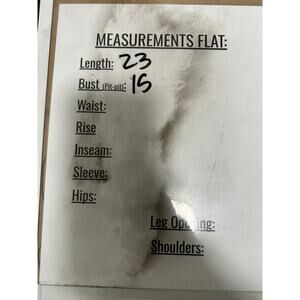 MEASUREMENTS FLAT:
Length: 23
Bust (Pit-pit): 15
Waist:
Rise
Inseam:
Sleeve:
Hips:
Leg Opening:
Shoulders: